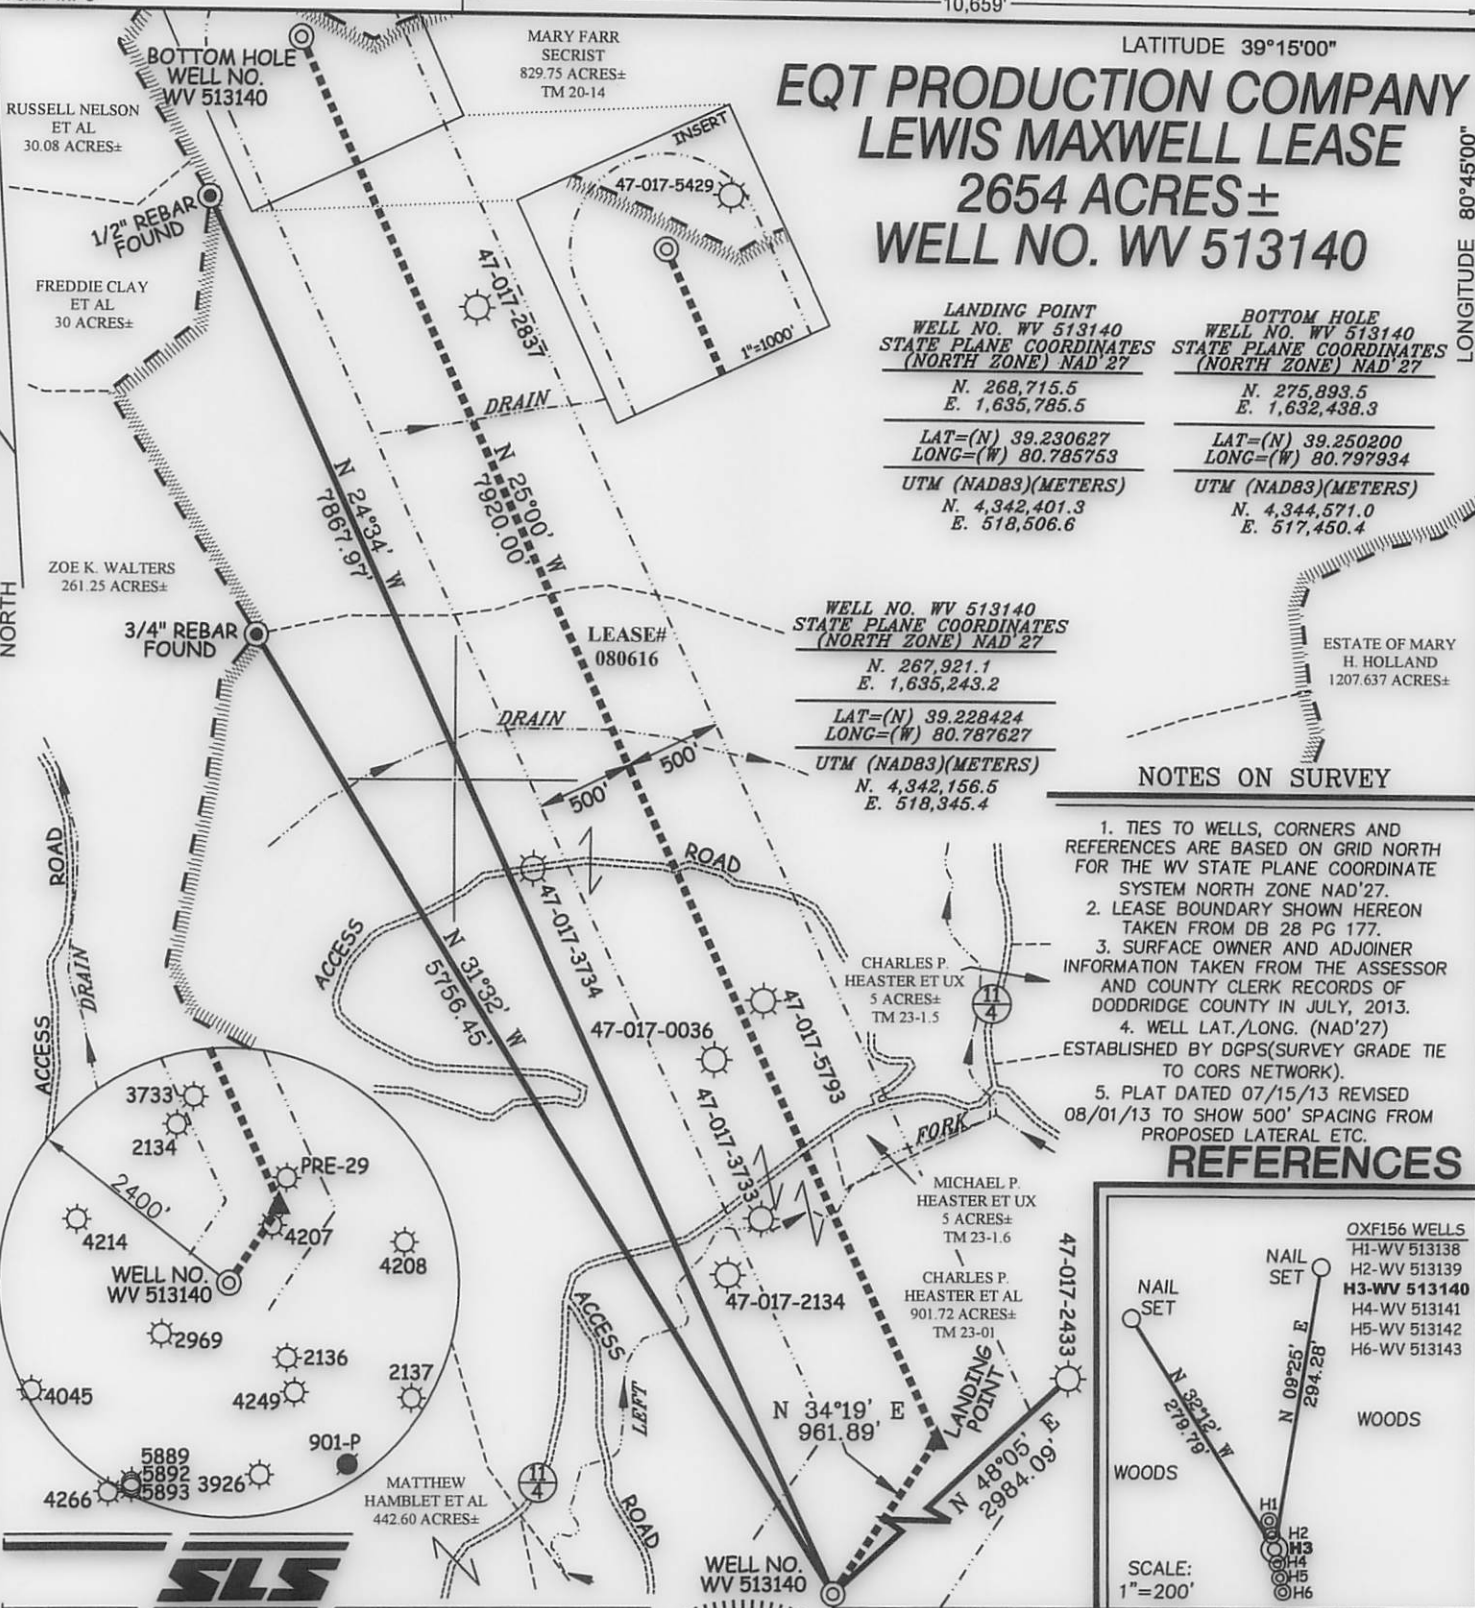 10,659'
LATITUDE 39°15'00"
LONGITUDE 80°45'00"
EQT PRODUCTION COMPANY
LEWIS MAXWELL LEASE
2654 ACRES±
WELL NO. WV 513140
BOTTOM HOLE
WELL NO.
WV 513140
MARY FARR
SECRIST
829.75 ACRES±
TM 20-14
RUSSELL NELSON
ET AL
30.08 ACRES±
1/2" REBAR
FOUND
INSERT
47-017-5429
1"=1000'
47-017-2837
FREDDIE CLAY
ET AL
30 ACRES±
DRAIN
LANDING POINT
WELL NO. WV 513140
STATE PLANE COORDINATES
(NORTH ZONE) NAD'27
N. 268,715.5
E. 1,635,785.5
LAT=(N) 39.230627
LONG=(W) 80.785753
UTM (NAD83)(METERS)
N. 4,342,401.3
E. 518,506.6
BOTTOM HOLE
WELL NO. WV 513140
STATE PLANE COORDINATES
(NORTH ZONE) NAD'27
N. 275,893.5
E. 1,632,438.3
LAT=(N) 39.250200
LONG=(W) 80.797934
UTM (NAD83)(METERS)
N. 4,344,571.0
E. 517,450.4
N 24°34' W
7867.97'
N 25°00' W
7920.00'
ZOE K. WALTERS
261.25 ACRES±
NORTH
3/4" REBAR
FOUND
LEASE#
080616
WELL NO. WV 513140
STATE PLANE COORDINATES
(NORTH ZONE) NAD'27
N. 267,921.1
E. 1,635,243.2
LAT=(N) 39.228424
LONG=(W) 80.787627
UTM (NAD83)(METERS)
N. 4,342,156.5
E. 518,345.4
ESTATE OF MARY
H. HOLLAND
1207.637 ACRES±
DRAIN
500'
500'
NOTES ON SURVEY
1. TIES TO WELLS, CORNERS AND
REFERENCES ARE BASED ON GRID NORTH
FOR THE WV STATE PLANE COORDINATE
SYSTEM NORTH ZONE NAD'27.
2. LEASE BOUNDARY SHOWN HEREON
TAKEN FROM DB 28 PG 177.
3. SURFACE OWNER AND ADJOINER
INFORMATION TAKEN FROM THE ASSESSOR
AND COUNTY CLERK RECORDS OF
DODDRIDGE COUNTY IN JULY, 2013.
4. WELL LAT./LONG. (NAD'27)
ESTABLISHED BY DGPS(SURVEY GRADE TIE
TO CORS NETWORK).
5. PLAT DATED 07/15/13 REVISED
08/01/13 TO SHOW 500' SPACING FROM
PROPOSED LATERAL ETC.
ACCESS
ROAD
DRAIN
ACCESS
ROAD
47-017-3734
N 31°32' W
5756.45'
47-017-0036
47-017-5793
47-017-3733
CHARLES P.
HEASTER ET UX
5 ACRES±
TM 23-1.5
11
4
FORK
MICHAEL P.
HEASTER ET UX
5 ACRES±
TM 23-1.6
CHARLES P.
HEASTER ET AL
901.72 ACRES±
TM 23-01
47-017-2134
47-017-2433
3733
2134
PRE-29
2400'
4214
4207
4208
WELL NO.
WV 513140
2969
2136
2137
4045
4249
901-P
5889
5892
5893
4266
3926
ACCESS
ROAD
LEFT
11
4
MATTHEW
HAMBLET ET AL
442.60 ACRES±
LANDING
POINT
N 34°19' E
961.89'
N 48°05' E
2984.09'
WELL NO.
WV 513140
SLS
REFERENCES
OXF156 WELLS
H1-WV 513138
H2-WV 513139
H3-WV 513140
H4-WV 513141
H5-WV 513142
H6-WV 513143
NAIL
SET
NAIL
SET
N 32°12' W
279.79'
N 09°25' E
294.28'
WOODS
WOODS
H1
H2
H3
H4
H5
H6
SCALE:
1"=200'